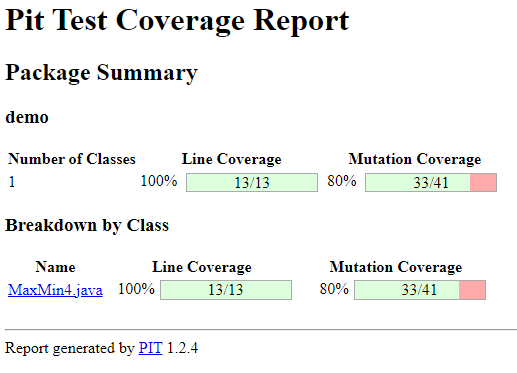 Pit Test Coverage Report
Package Summary
demo
Number of Classes Line Coverage Mutation Coverage
1 100% 13/13 80% 33/41
Breakdown by Class
Name Line Coverage Mutation Coverage
MaxMin4.java 100% 13/13 80% 33/41
Report generated by PIT 1.2.4